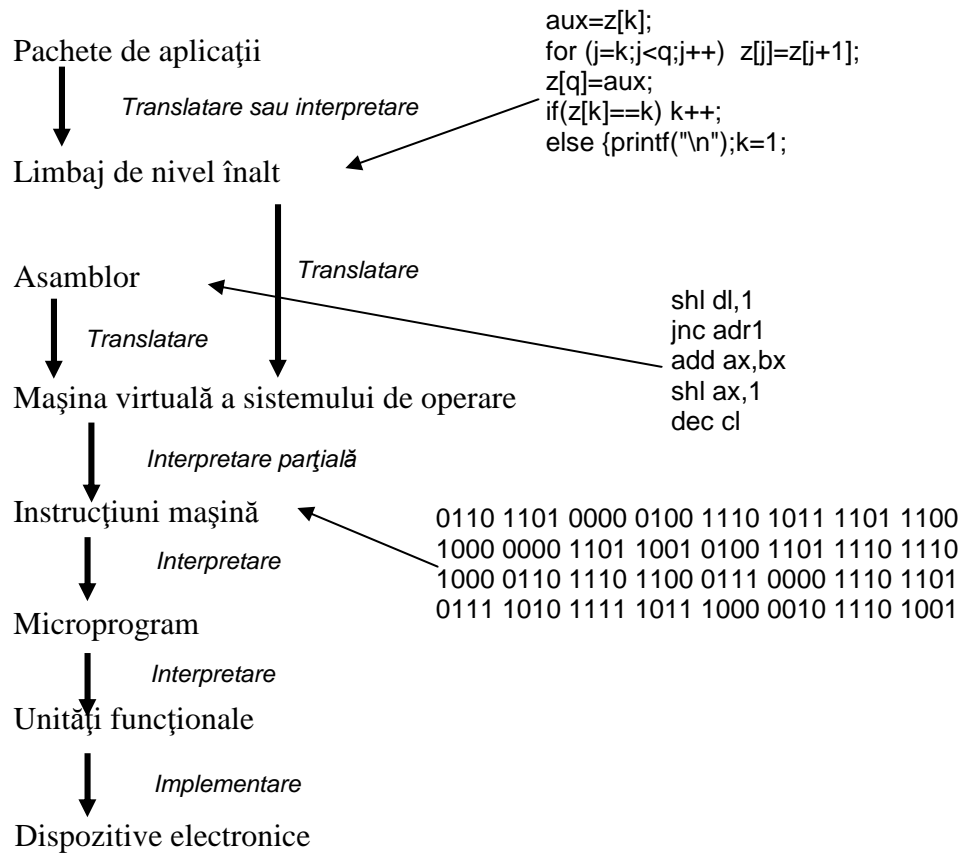 aux=z[k];
Pachete de aplicaţii
for (j=k;j<q;j++)  z[j]=z[j+1];
z[q]=aux;
Translatare sau interpretare
if(z[k]==k) k++;
else {printf("\n");k=1;
Limbaj de nivel înalt
Asamblor
Translatare
shl dl,1
jnc adr1
Translatare
add ax,bx
shl ax,1
dec cl
Maşina virtuală a sistemului de operare
Interpretare parţială
Instrucţiuni maşină
0110 1101 0000 0100 1110 1011 1101 1100
1000 0000 1101 1001 0100 1101 1110 1110
Interpretare
1000 0110 1110 1100 0111 0000 1110 1101
0111 1010 1111 1011 1000 0010 1110 1001
Microprogram
Interpretare
Unităţi funcţionale
Implementare
Dispozitive electronice